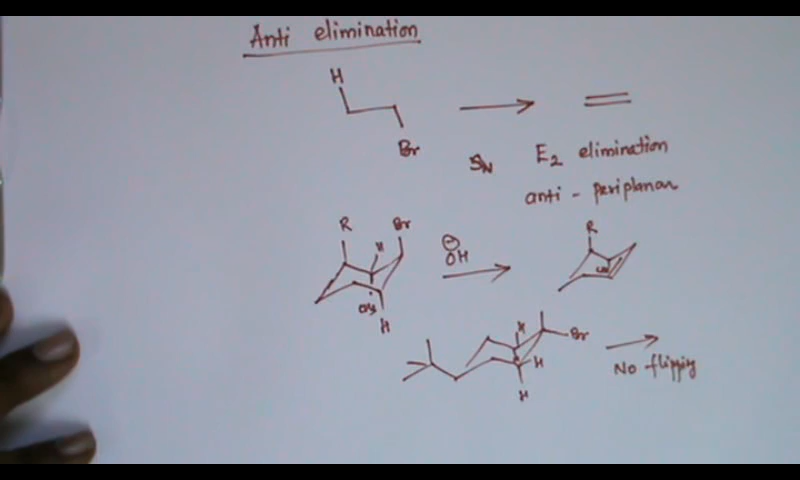 Anti elimination
H
Br
SN
E2 elimination
anti - periplanar
R
Br
H
⊖
OH
H
R
H
Br
H
H
No flipping